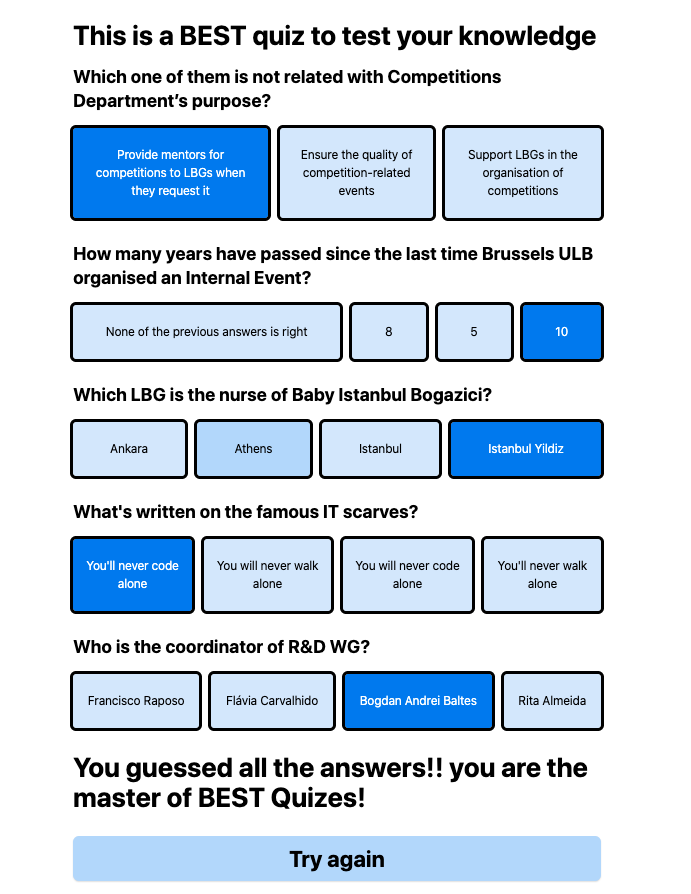 This is a BEST quiz to test your knowledge
Which one of them is not related with Competitions
Department’s purpose?
Provide mentors for
competitions to LBGs when
they request it
Ensure the quality of
competition-related
events
Support LBGs in the
organisation of
competitions
How many years have passed since the last time Brussels ULB
organised an Internal Event?
None of the previous answers is right
8
5
10
Which LBG is the nurse of Baby Istanbul Bogazici?
Ankara
Athens
Istanbul
Istanbul Yildiz
What's written on the famous IT scarves?
You'll never code
alone
You will never walk
alone
You will never code
alone
You'll never walk
alone
Who is the coordinator of R&D WG?
Francisco Raposo
Flávia Carvalhido
Bogdan Andrei Baltes
Rita Almeida
You guessed all the answers!! you are the
master of BEST Quizes!
Try again